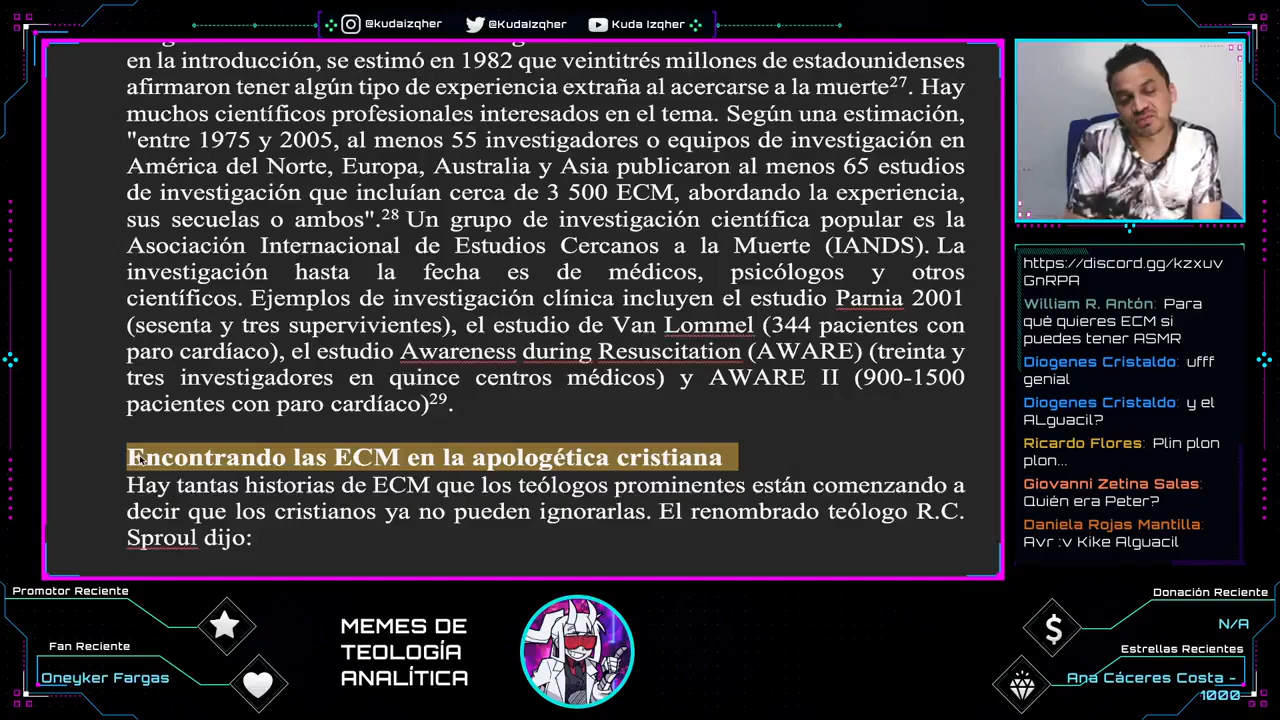 @kudaizqher
@KudaIzqher
Kuda Izqher
en la introducción, se estimó en 1982 que veintitrés millones de estadounidenses
afirmaron tener algún tipo de experiencia extraña al acercarse a la muerte27. Hay
muchos científicos profesionales interesados en el tema. Según una estimación,
"entre 1975 y 2005, al menos 55 investigadores o equipos de investigación en
América del Norte, Europa, Australia y Asia publicaron al menos 65 estudios
de investigación que incluían cerca de 3 500 ECM, abordando la experiencia,
sus secuelas o ambos".28 Un grupo de investigación científica popular es la
Asociación Internacional de Estudios Cercanos a la Muerte (IANDS). La
investigación hasta la fecha es de médicos, psicólogos y otros
científicos. Ejemplos de investigación clínica incluyen el estudio Parnia 2001
(sesenta y tres supervivientes), el estudio de Van Lommel (344 pacientes con
paro cardíaco), el estudio Awareness during Resuscitation (AWARE) (treinta y
tres investigadores en quince centros médicos) y AWARE II (900-1500
pacientes con paro cardíaco)29.
Encontrando las ECM en la apologética cristiana
Hay tantas historias de ECM que los teólogos prominentes están comenzando a
decir que los cristianos ya no pueden ignorarlas. El renombrado teólogo R.C.
Sproul dijo:
https://discord.gg/kzxuv
GnRPA
William R. Antón: Para
qué quieres ECM si
puedes tener ASMR
Diogenes Cristaldo: ufff
genial
Diogenes Cristaldo: y el
ALguacil?
Ricardo Flores: Plin plon
plon...
Giovanni Zetina Salas:
Quién era Peter?
Daniela Rojas Mantilla:
Avr :v Kike Alguacil
Promotor Reciente
Fan Reciente
Oneyker Fargas
MEMES DE
TEOLOGÍA
ANALÍTICA
Donación Reciente
N/A
Estrellas Recientes
Ana Cáceres Costa -
1000